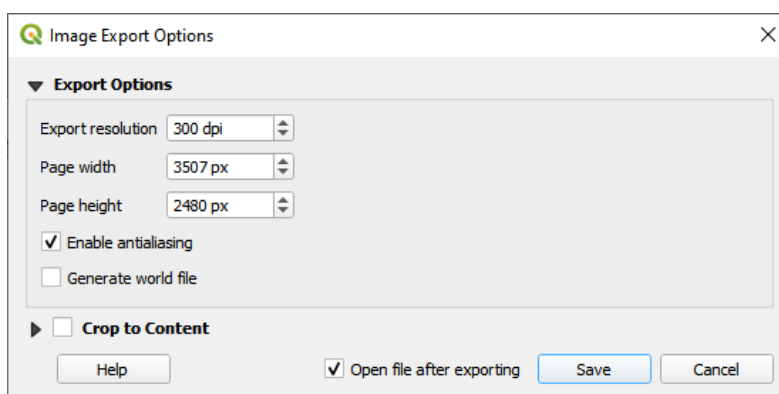 Image Export Options
Export Options
Export resolution 300 dpi
Page width 3507 px
Page height 2480 px
Enable antialiasing
Generate world file
Crop to Content
Help Open file after exporting Save Cancel